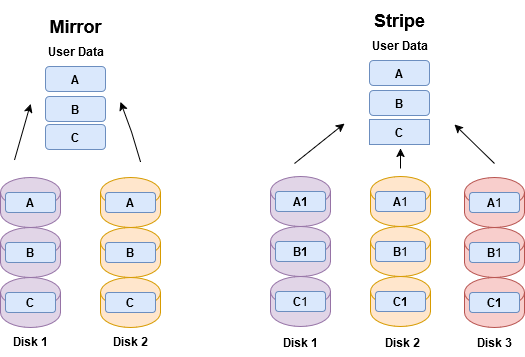 Mirror
User Data
A
B
C
A
B
C
Disk 1
A
B
C
Disk 2
Stripe
User Data
A
B
C
A1
B1
C1
Disk 1
A1
B1
C1
Disk 2
A1
B1
C1
Disk 3